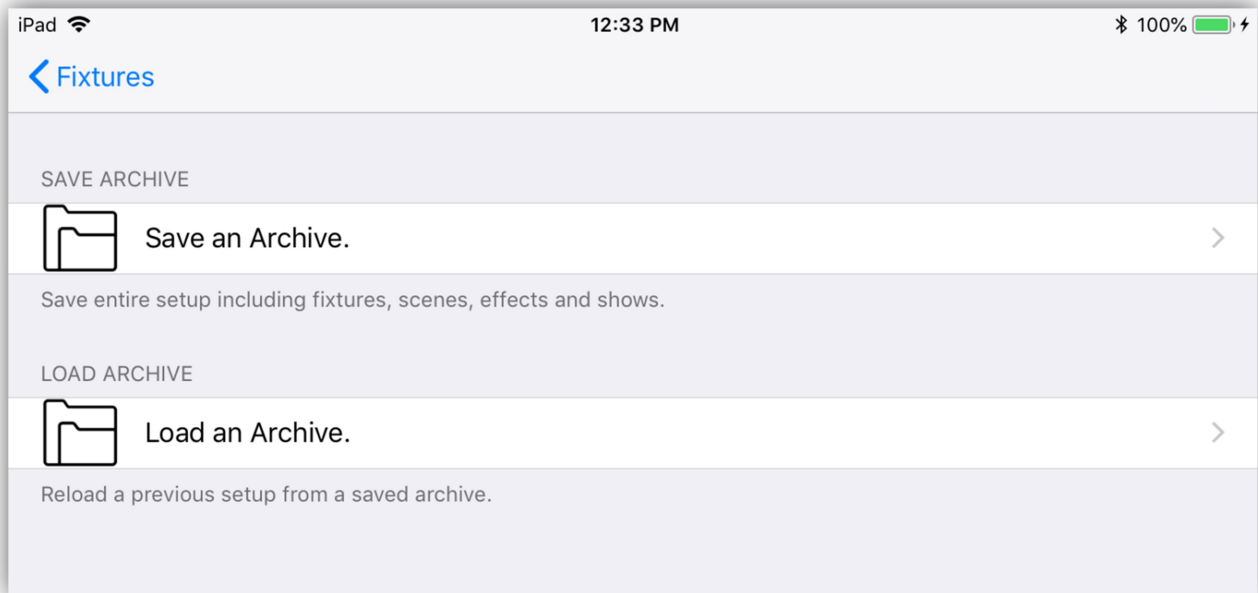 iPad 12:33 PM 100%
Fixtures
SAVE ARCHIVE
Save an Archive.
Save entire setup including fixtures, scenes, effects and shows.
LOAD ARCHIVE
Load an Archive.
Reload a previous setup from a saved archive.